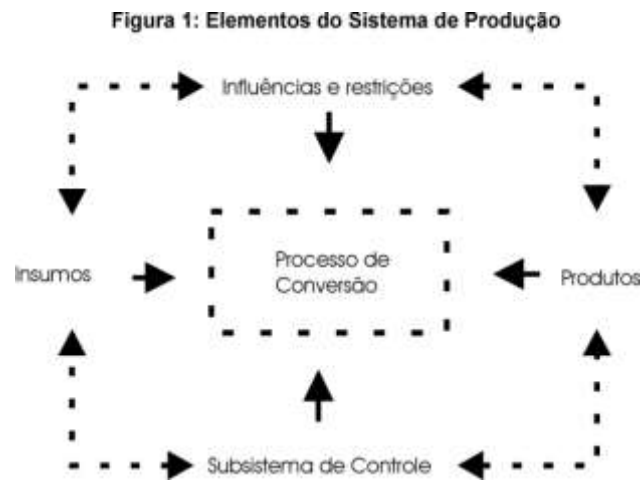 Figura 1: Elementos do Sistema de Produção
Influências e restrições
Insumos
Processo de
Conversão
Produtos
Subsistema de Controle